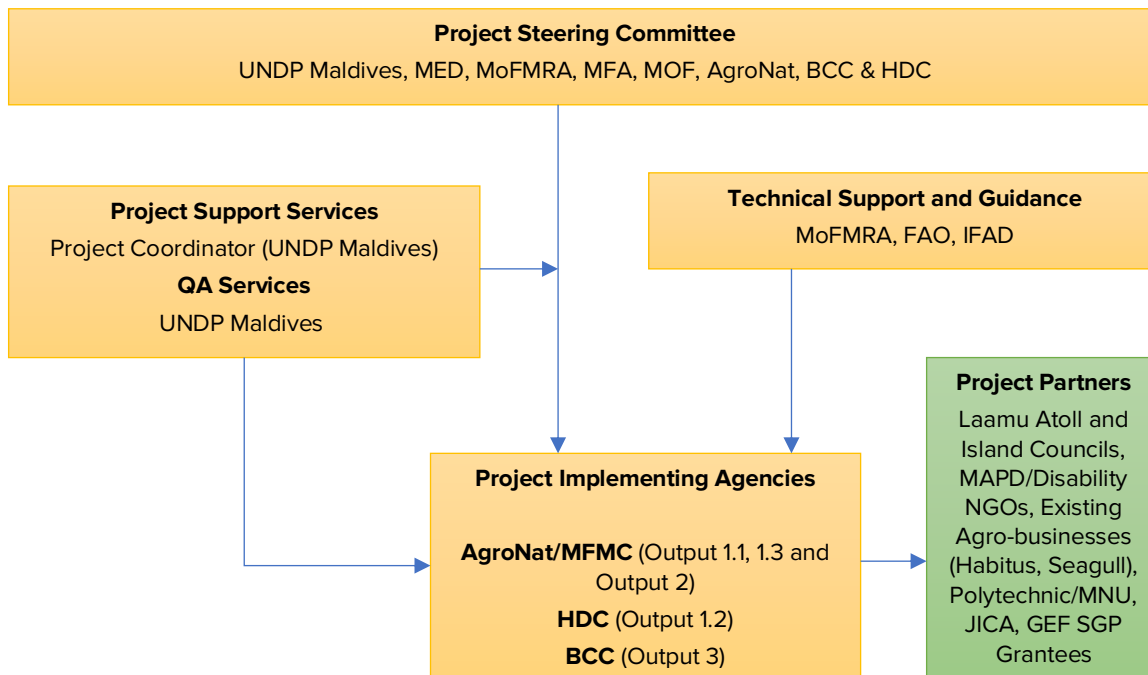 Project Steering Committee
UNDP Maldives, MED, MoFMRA, MFA, MOF, AgroNat, BCC & HDC
Project Support Services
Project Coordinator (UNDP Maldives)
QA Services
UNDP Maldives
Technical Support and Guidance
MoFMRA, FAO, IFAD
Project Implementing Agencies
AgroNat/MFMC (Output 1.1, 1.3 and
Output 2)
HDC (Output 1.2)
BCC (Output 3)
Project Partners
Laamu Atoll and
Island Councils,
MAPD/Disability
NGOs, Existing
Agro-businesses
(Habitus, Seagull),
Polytechnic/MNU,
JICA, GEF SGP
Grantees